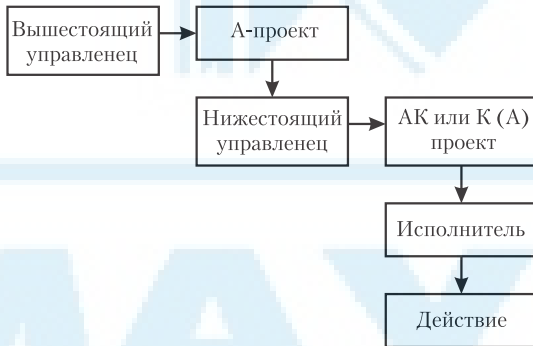 Вышестоящий
управленец
А-проект
Нижестоящий
управленец
АК или К (А)
проект
Исполнитель
Действие